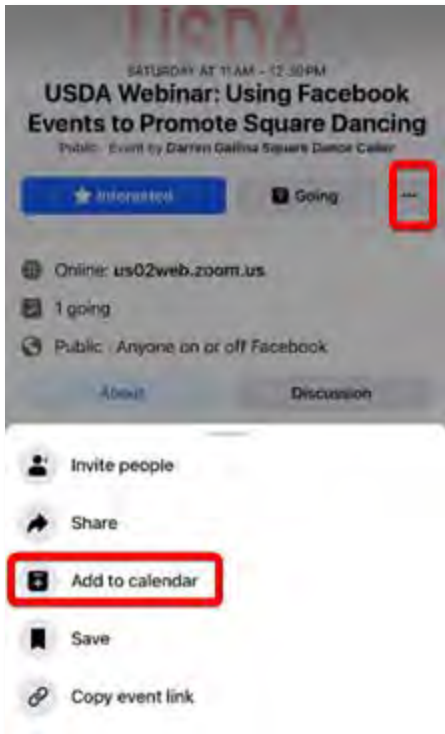 USDA
SATURDAY AT 11 AM - 12:30 PM
USDA Webinar: Using Facebook
Events to Promote Square Dancing
Public · Event by Darren Gallina Square Dance Caller
Interested
Going
...
Online: us02web.zoom.us
1 going
Public · Anyone on or off Facebook
About
Discussion
Invite people
Share
Add to calendar
Save
Copy event link